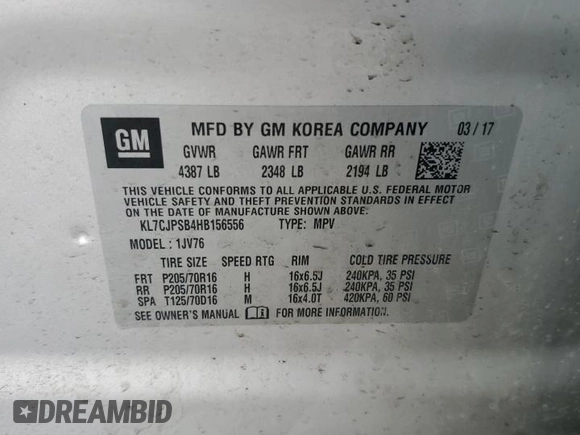 GM
MFD BY GM KOREA COMPANY 03/17
GVWR GAWR FRT GAWR RR
4387 LB 2348 LB 2194 LB
THIS VEHICLE CONFORMS TO ALL APPLICABLE U.S. FEDERAL MOTOR
VEHICLE SAFETY AND THEFT PREVENTION STANDARDS IN EFFECT ON
THE DATE OF MANUFACTURE SHOWN ABOVE.
KL7CJPSB4HB156556 TYPE: MPV
MODEL: 1JV76
TIRE SIZE SPEED RTG RIM COLD TIRE PRESSURE
FRT P205/70R16 H 16x6.5J 240KPA, 35 PSI
RR P205/70R16 H 16x6.5J 240KPA, 35 PSI
SPA T125/70D16 M 16x4.0T 420KPA, 60 PSI
SEE OWNER'S MANUAL FOR MORE INFORMATION.
DREAMBID